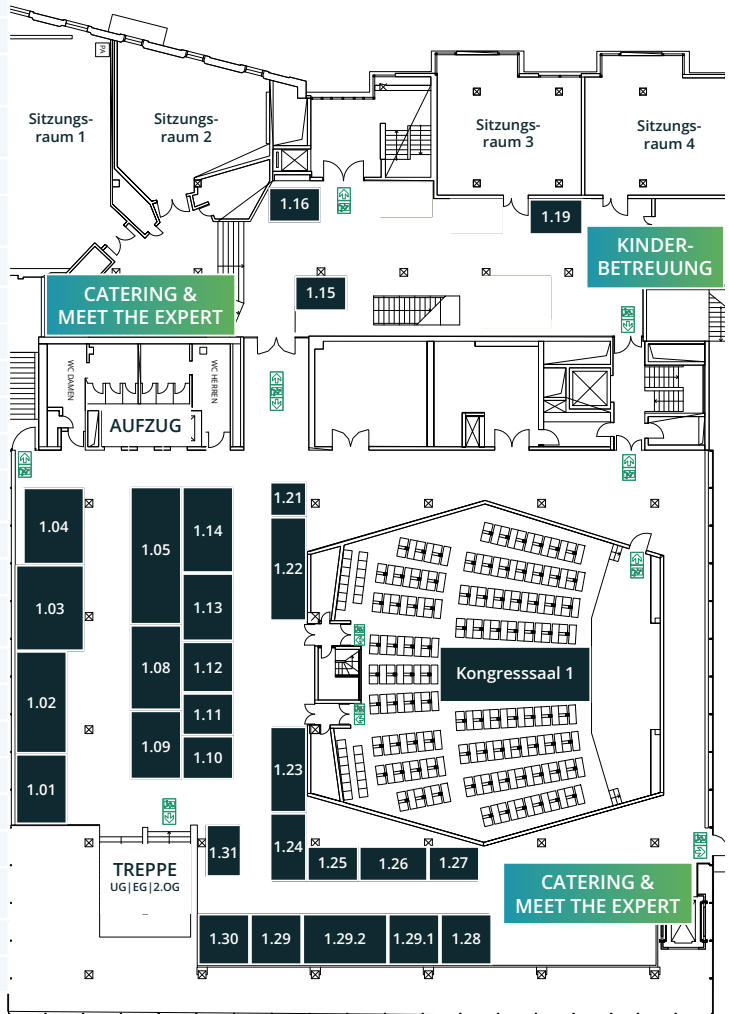 PA
Sitzungs-
raum 1
Sitzungs-
raum 2
Sitzungs-
raum 3
Sitzungs-
raum 4
1.16
1.19
KINDER-
BETREUUNG
1.15
CATERING &
MEET THE EXPERT
WC DAMEN
WC HERREN
AUFZUG
1.04
1.05
1.14
1.21
1.22
1.03
1.13
1.08
1.12
Kongresssaal 1
1.02
1.11
1.09
1.10
1.23
1.01
1.31
1.24
1.25
1.26
1.27
TREPPE
UG|EG|2.OG
CATERING &
MEET THE EXPERT
1.30
1.29
1.29.2
1.29.1
1.28